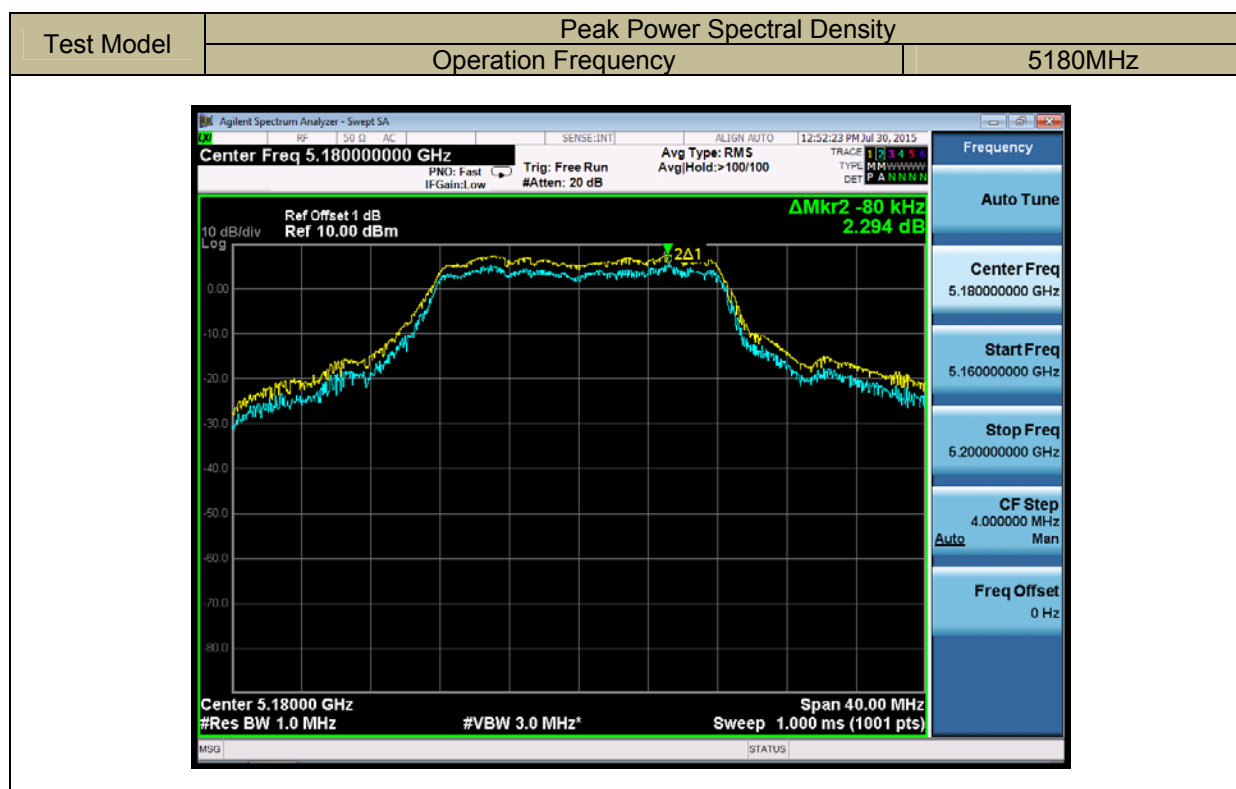 Test Model
Peak Power Spectral Density
Operation Frequency
5180MHz
Agilent Spectrum Analyzer - Swept SA
LXI RF 50 Ω AC SENSE:INT ALIGN AUTO 12:52:23 PM Jul 30, 2015
Center Freq 5.180000000 GHz
PNO: Fast
IFGain:Low
Trig: Free Run
#Atten: 20 dB
Avg Type: RMS
Avg|Hold:>100/100
TRACE 1 2 3 4 5 6
TYPE M M W W W W
DET P A N N N N
Frequency
Auto Tune
ΔMkr2 -80 kHz
2.294 dB
Ref Offset 1 dB
10 dB/div Ref 10.00 dBm
Log
2Δ1
0.00
-10.0
-20.0
-30.0
-40.0
-50.0
-60.0
-70.0
-80.0
Center Freq
5.180000000 GHz
Start Freq
5.160000000 GHz
Stop Freq
5.200000000 GHz
CF Step
4.000000 MHz
Auto Man
Freq Offset
0 Hz
Center 5.18000 GHz Span 40.00 MHz
#Res BW 1.0 MHz #VBW 3.0 MHz* Sweep 1.000 ms (1001 pts)
MSG STATUS